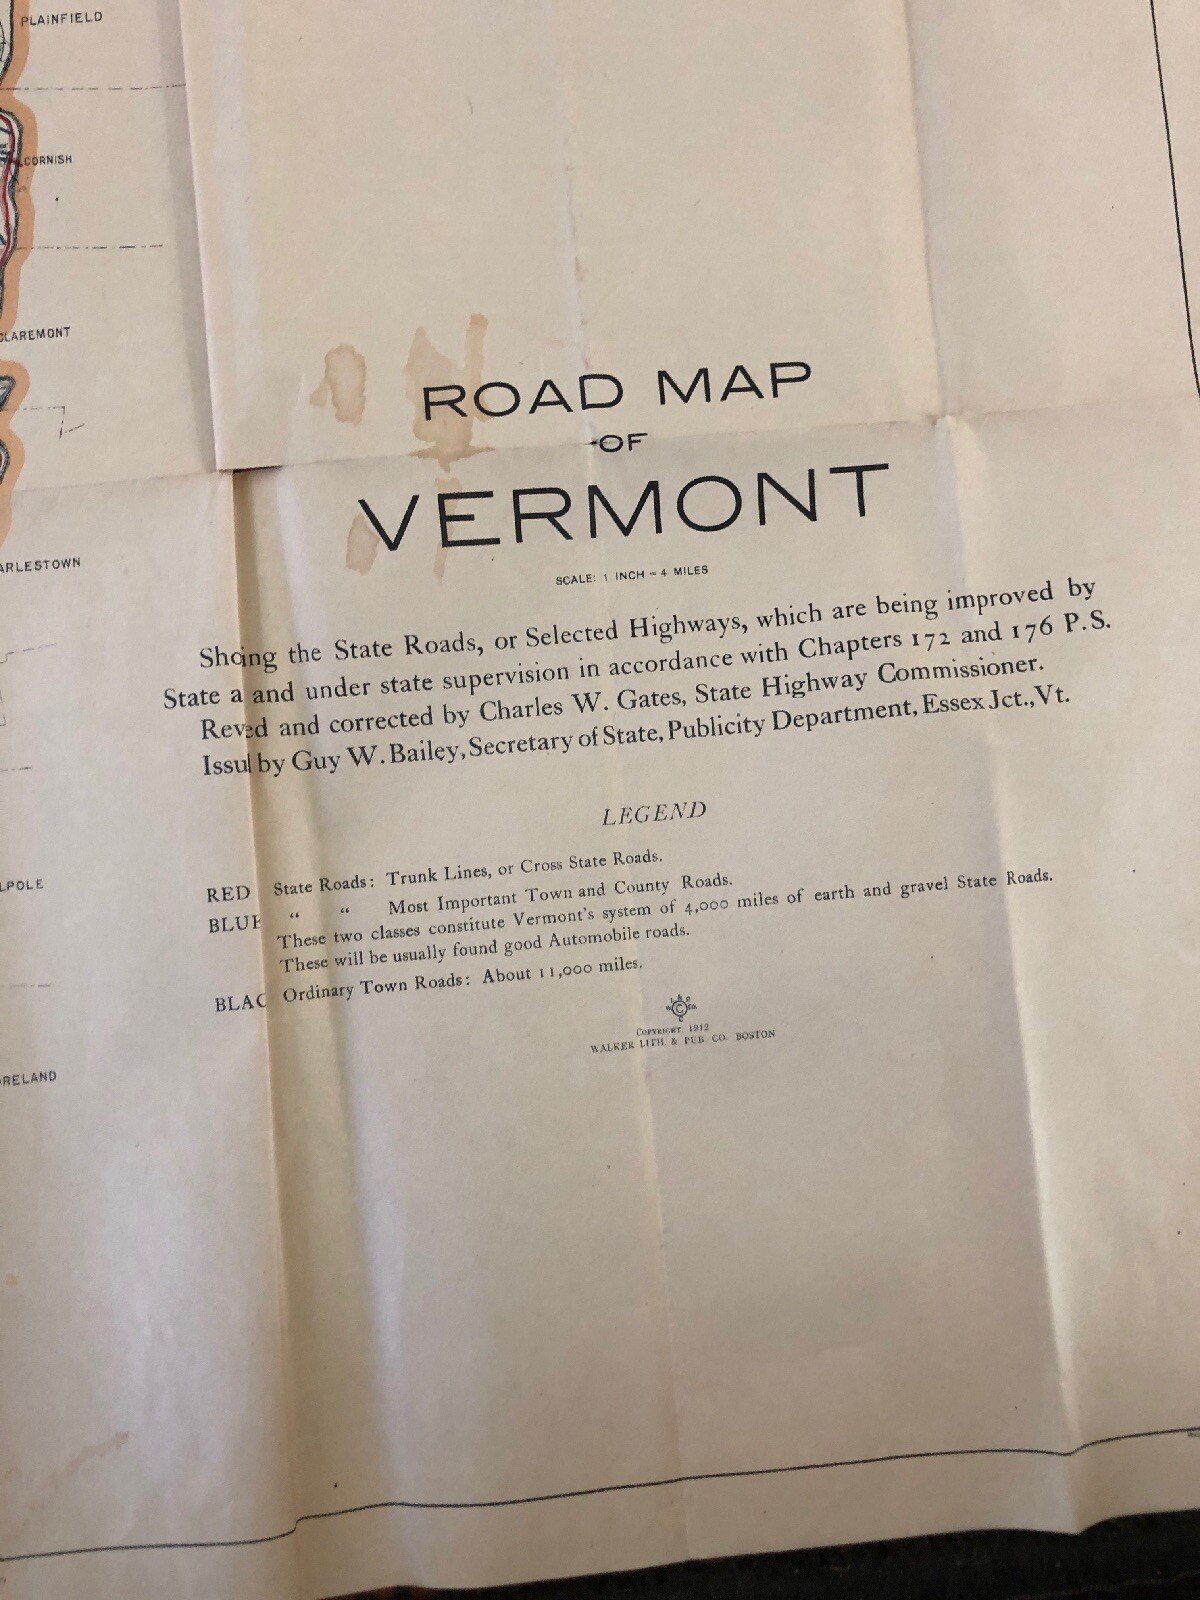 PLAINFIELD
CORNISH
CLAREMONT
ARLESTOWN
LPOLE
RELAND
ROAD MAP
OF
VERMONT
SCALE: 1 INCH = 4 MILES
Shoing the State Roads, or Selected Highways, which are being improved by
State a and under state supervision in accordance with Chapters 172 and 176 P.S.
Reved and corrected by Charles W. Gates, State Highway Commissioner.
Issu by Guy W. Bailey, Secretary of State, Publicity Department, Essex Jct., Vt.
LEGEND
RED State Roads: Trunk Lines, or Cross State Roads.
BLUE “ “ Most Important Town and County Roads.
These two classes constitute Vermont's system of 4,000 miles of earth and gravel State Roads.
These will be usually found good Automobile roads.
BLAC Ordinary Town Roads: About 11,000 miles.
COPYRIGHT, 1912
WALKER LITH. & PUB. CO. BOSTON